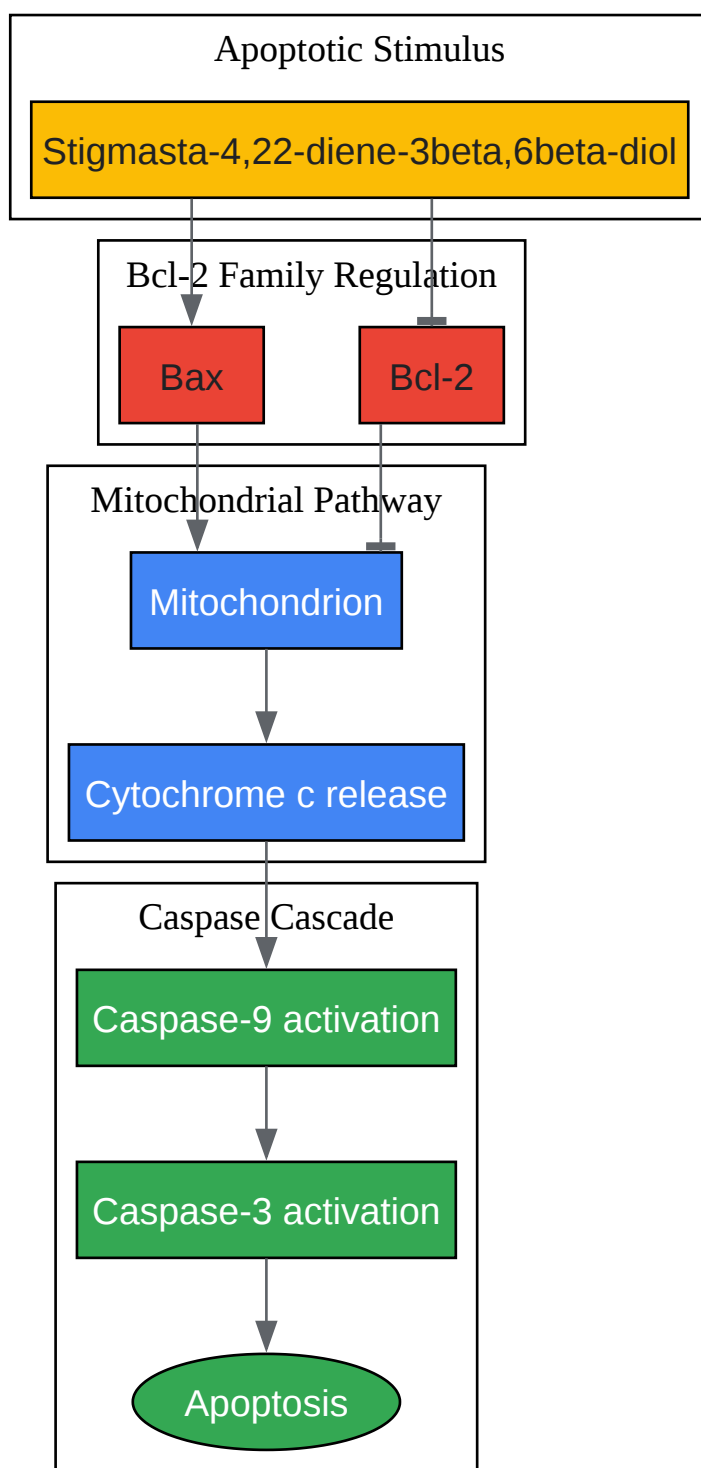 Apoptotic Stimulus
Stigmasta-4,22-diene-3beta,6beta-diol
Bcl-2 Family Regulation
Bax
Bcl-2
Mitochondrial Pathway
Mitochondrion
Cytochrome c release
Caspase Cascade
Caspase-9 activation
Caspase-3 activation
Apoptosis